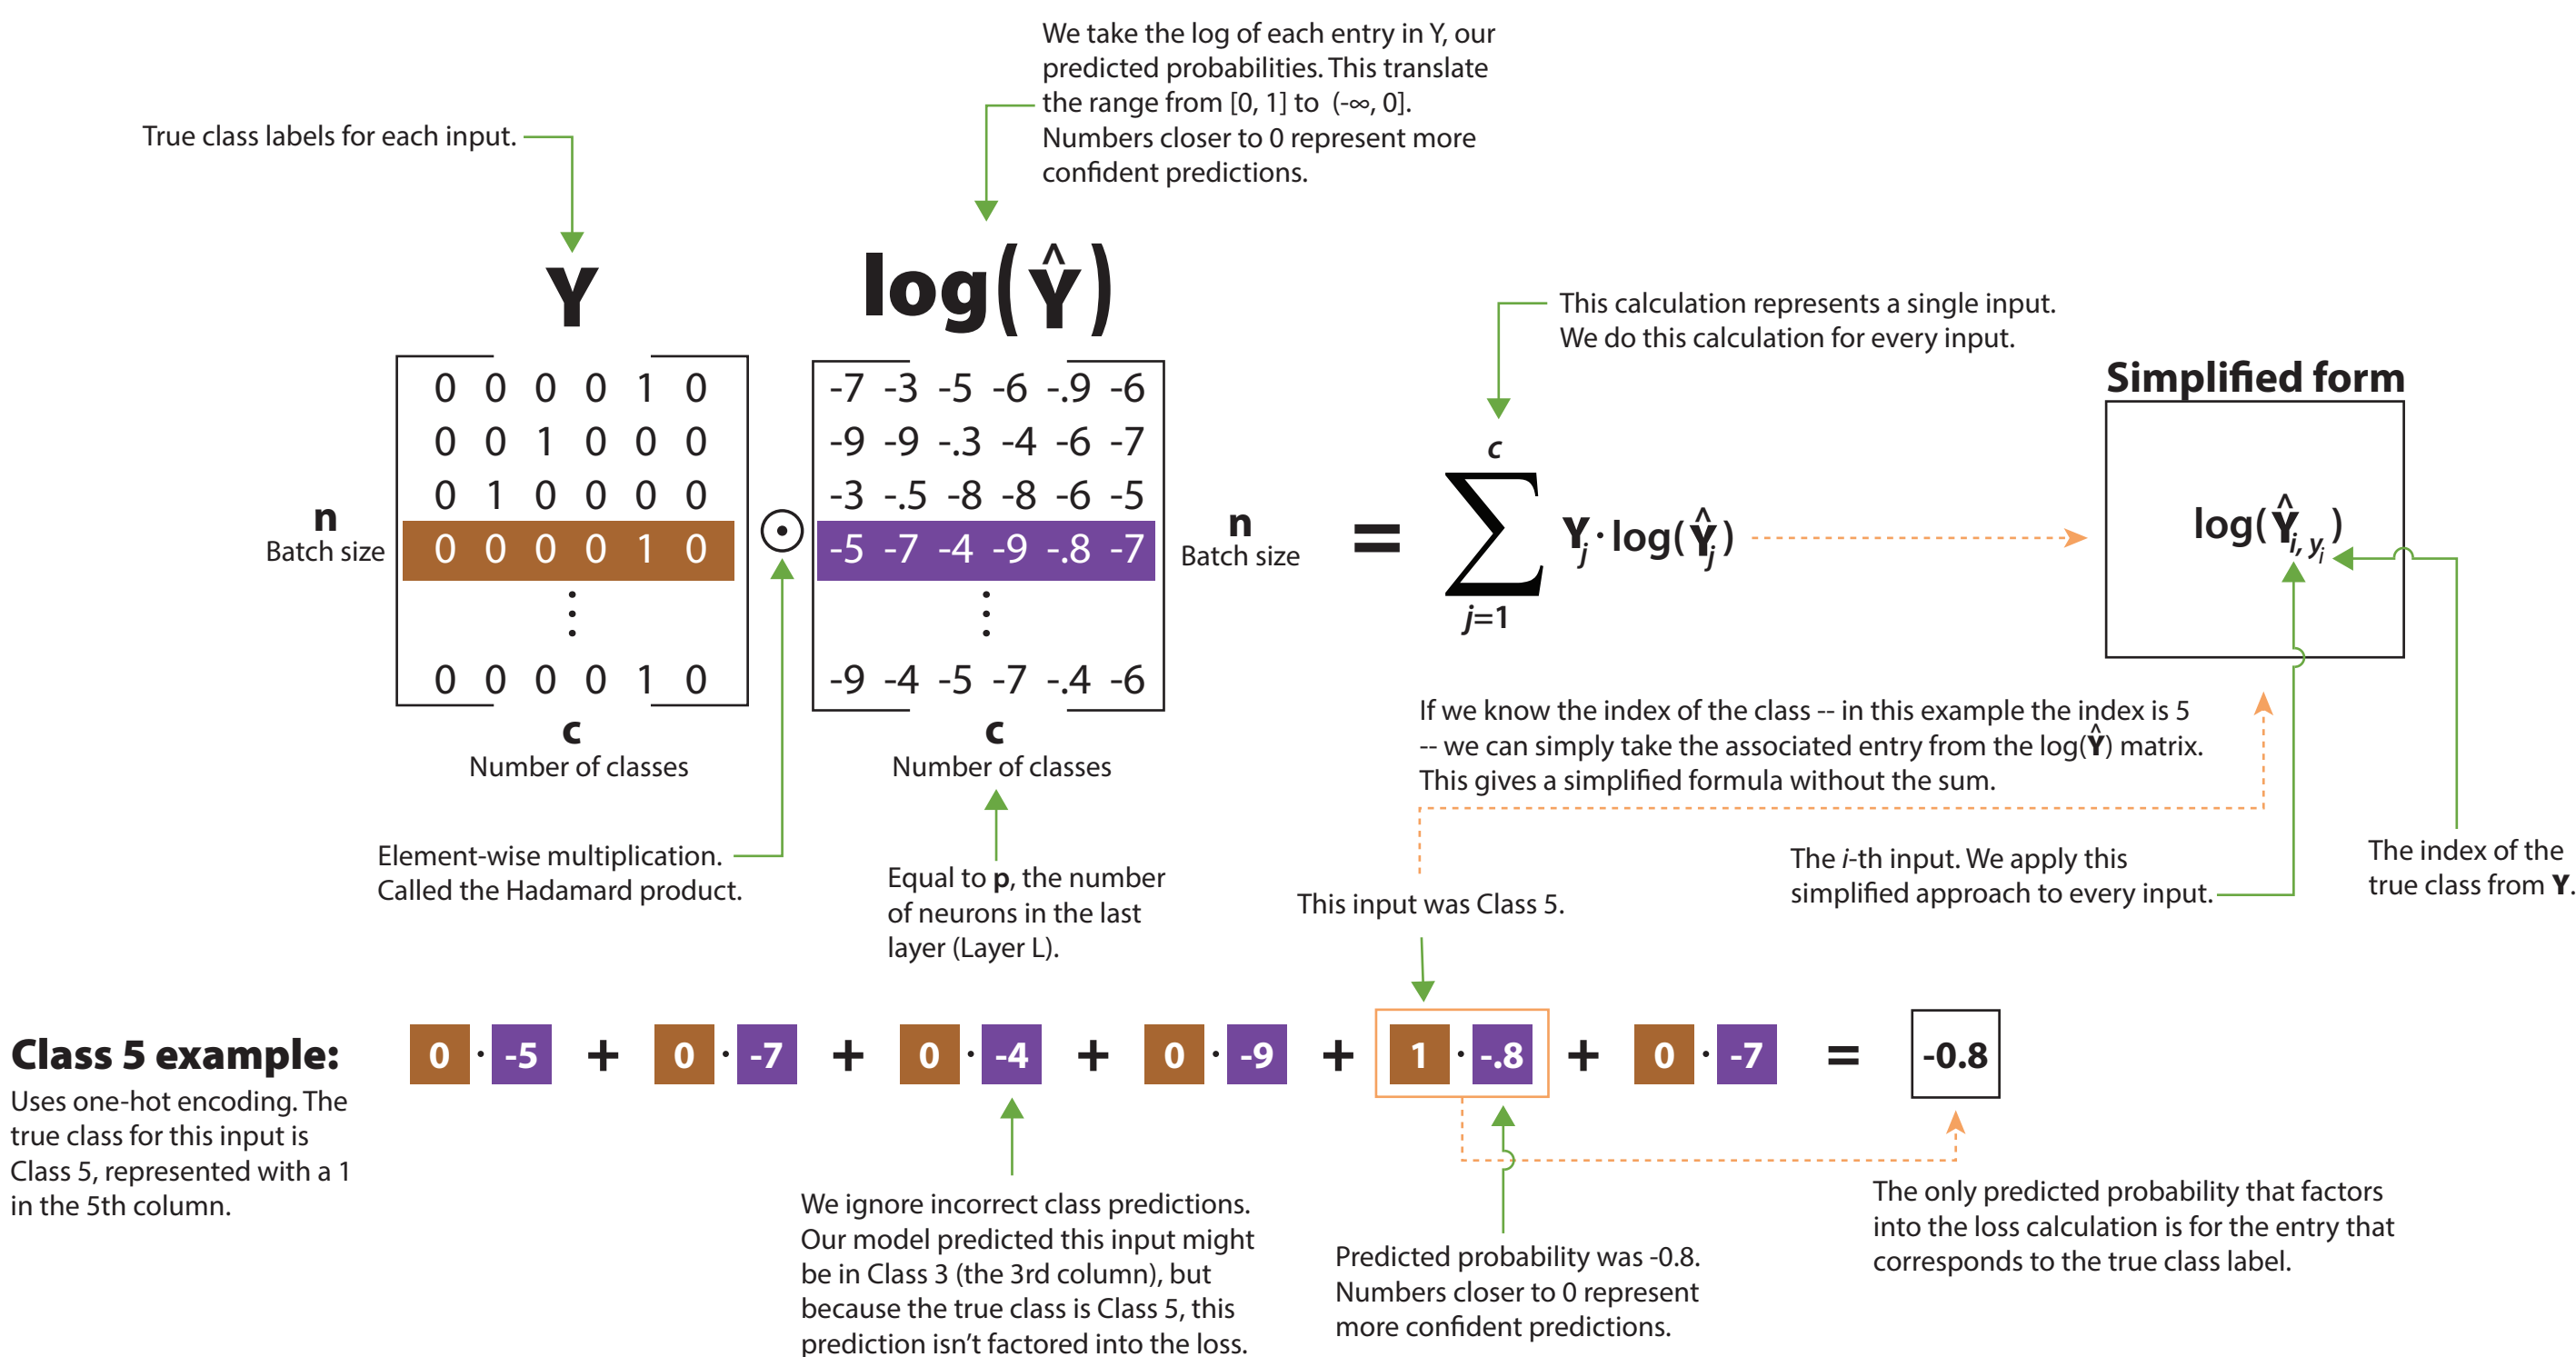 We take the log of each entry in Y, our
predicted probabilities. This translate
the range from [0, 1] to (-∞, 0].
Numbers closer to 0 represent more
confident predictions.
True class labels for each input.
Y
log(Ŷ)
This calculation represents a single input.
We do this calculation for every input.
0 0 0 0 1 0
0 0 1 0 0 0
0 1 0 0 0 0
0 0 0 0 1 0
⋮
0 0 0 0 1 0
n
Batch size
c
Number of classes
⊙
-7 -3 -5 -6 -.9 -6
-9 -9 -.3 -4 -6 -7
-3 -.5 -8 -8 -6 -5
-5 -7 -4 -9 -.8 -7
⋮
-9 -4 -5 -7 -.4 -6
n
Batch size
c
Number of classes
=
c
∑ Yⱼ · log(Ŷⱼ)
j=1
Simplified form
log(Ŷ_{i, y_i})
If we know the index of the class -- in this example the index is 5
-- we can simply take the associated entry from the log(Ŷ) matrix.
This gives a simplified formula without the sum.
Element-wise multiplication.
Called the Hadamard product.
Equal to p, the number
of neurons in the last
layer (Layer L).
This input was Class 5.
The i-th input. We apply this
simplified approach to every input.
The index of the
true class from Y.
Class 5 example:
Uses one-hot encoding. The
true class for this input is
Class 5, represented with a 1
in the 5th column.
0 · -5 + 0 · -7 + 0 · -4 + 0 · -9 + 1 · -.8 + 0 · -7 = -0.8
We ignore incorrect class predictions.
Our model predicted this input might
be in Class 3 (the 3rd column), but
because the true class is Class 5, this
prediction isn't factored into the loss.
Predicted probability was -0.8.
Numbers closer to 0 represent
more confident predictions.
The only predicted probability that factors
into the loss calculation is for the entry that
corresponds to the true class label.